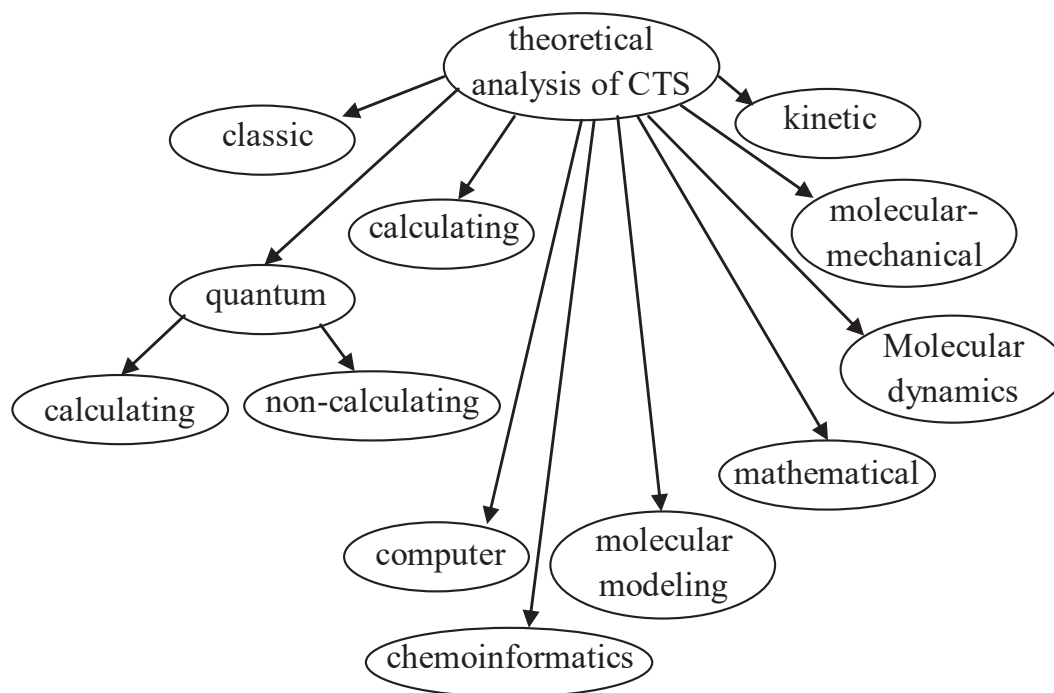 theoretical
analysis of CTS
kinetic
classic
molecular-
mechanical
calculating
quantum
Molecular
dynamics
calculating
non-calculating
mathematical
computer
molecular
modeling
chemoinformatics